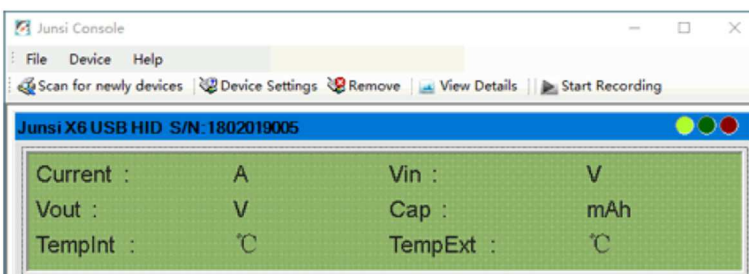 Junsi Console
File Device Help
Scan for newly devices Device Settings Remove View Details Start Recording
Junsi X6 USB HID S/N:1802019005
Current : A Vin : V
Vout : V Cap : mAh
TempInt : ℃ TempExt : ℃